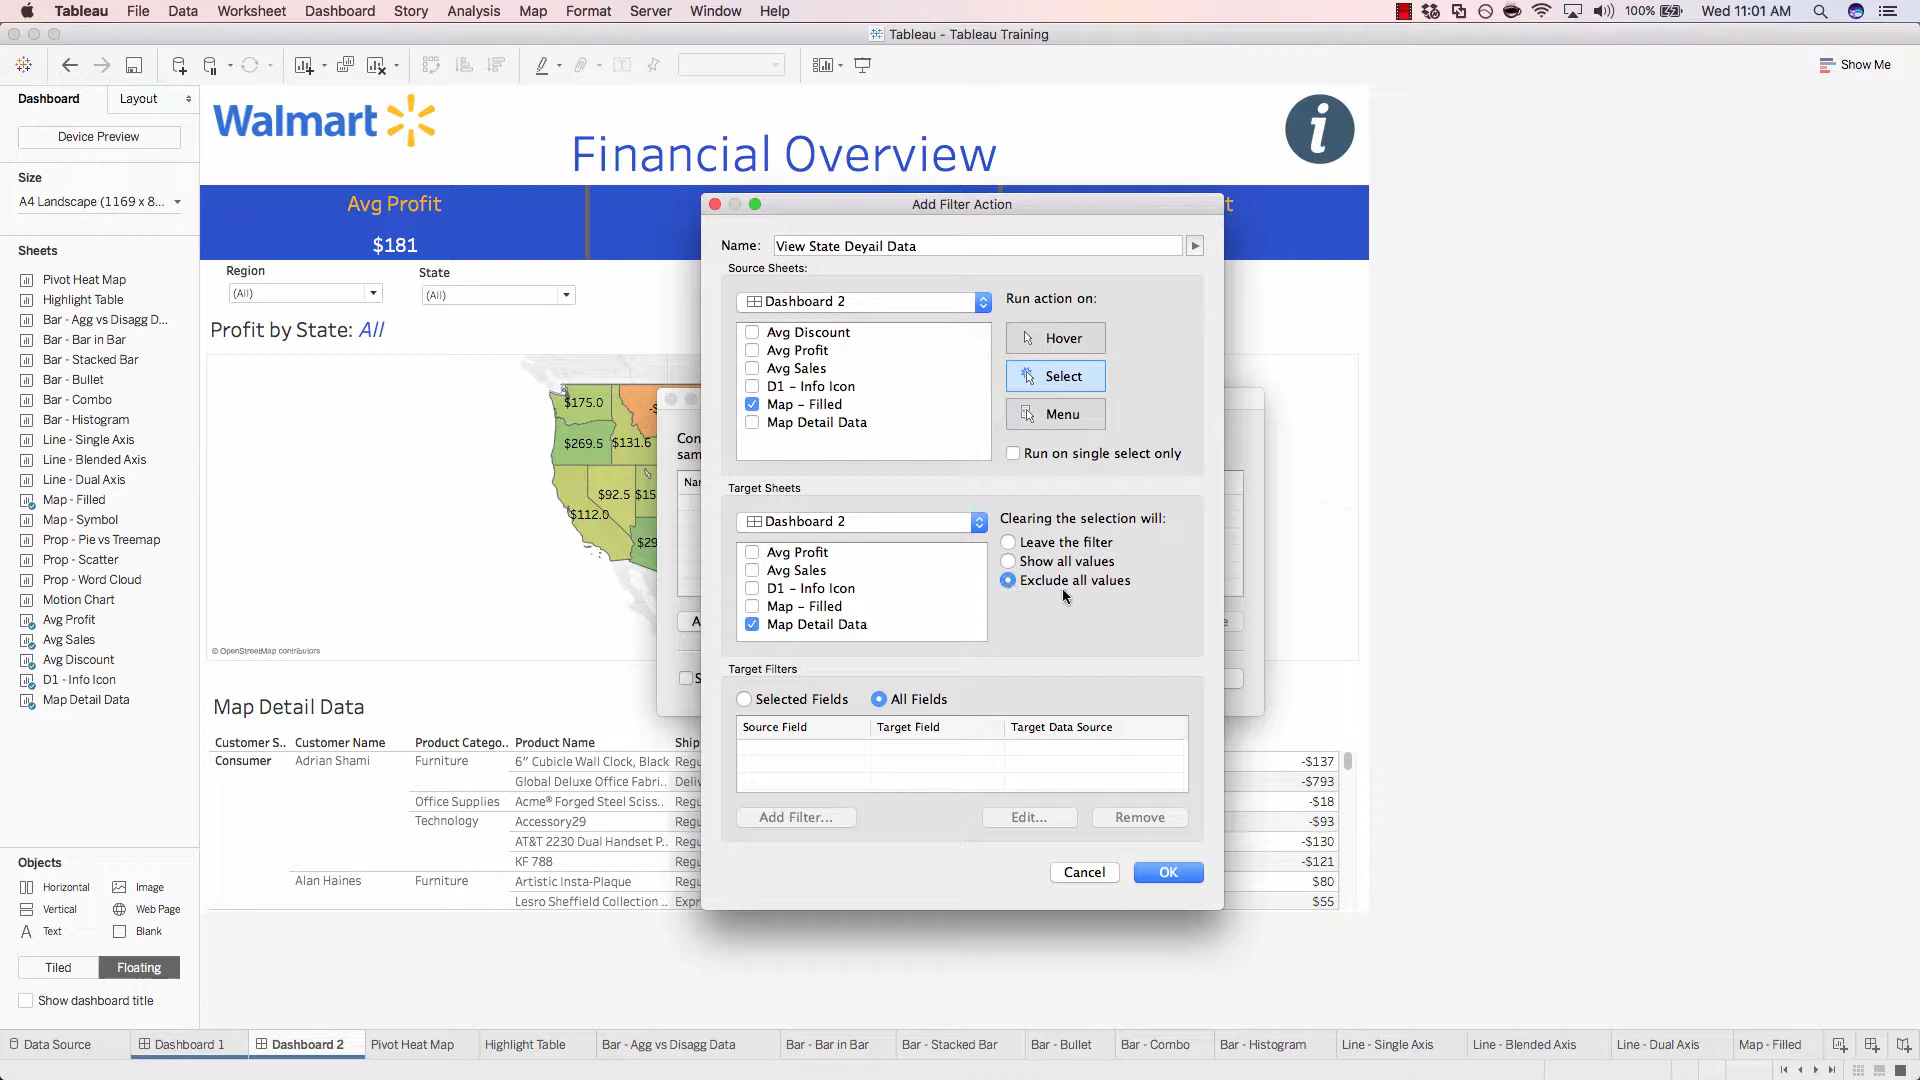 Tableau File Data Worksheet Dashboard Story Analysis Map Format Server Window Help 100% Wed 11:01 AM
Tableau - Tableau Training
Show Me
Dashboard Layout
Device Preview
Size
A4 Landscape (1169 x 8...
Sheets
Pivot Heat Map
Highlight Table
Bar - Agg vs Disagg D...
Bar - Bar in Bar
Bar - Stacked Bar
Bar - Bullet
Bar - Combo
Bar - Histogram
Line - Single Axis
Line - Blended Axis
Line - Dual Axis
Map - Filled
Map - Symbol
Prop - Pie vs Treemap
Prop - Scatter
Prop - Word Cloud
Motion Chart
Avg Profit
Avg Sales
Avg Discount
D1 - Info Icon
Map Detail Data
Objects
Horizontal Image
Vertical Web Page
A Text Blank
Tiled Floating
Show dashboard title
Walmart
Financial Overview
i
Avg Profit
$181
t
Region State
(All) (All)
Profit by State: All
$175.0
-$
$269.5 $131.6
$92.5 $15
$112.0
$29
© OpenStreetMap contributors
Map Detail Data
Customer S.. Customer Name Product Catego.. Product Name Ship
Consumer Adrian Shami Furniture 6" Cubicle Wall Clock, Black Regu -$137
Global Deluxe Office Fabri.. Deliv -$793
Office Supplies Acme® Forged Steel Sciss.. Regu -$18
Technology Accessory29 Regu -$93
AT&T 2230 Dual Handset P.. Regu -$130
KF 788 Regu -$121
Alan Haines Furniture Artistic Insta-Plaque Regu $80
Lesro Sheffield Collection .. Expr $55
Con
sam
Nar
A
S
e
Add Filter Action
Name: View State Deyail Data
Source Sheets:
Dashboard 2
Avg Discount
Avg Profit
Avg Sales
D1 - Info Icon
Map - Filled
Map Detail Data
Run action on:
Hover
Select
Menu
Run on single select only
Target Sheets
Dashboard 2
Avg Profit
Avg Sales
D1 - Info Icon
Map - Filled
Map Detail Data
Clearing the selection will:
Leave the filter
Show all values
Exclude all values
Target Filters
Selected Fields All Fields
Source Field Target Field Target Data Source
Add Filter... Edit... Remove
Cancel OK
Data Source Dashboard 1 Dashboard 2 Pivot Heat Map Highlight Table Bar - Agg vs Disagg Data Bar - Bar in Bar Bar - Stacked Bar Bar - Bullet Bar - Combo Bar - Histogram Line - Single Axis Line - Blended Axis Line - Dual Axis Map - Filled